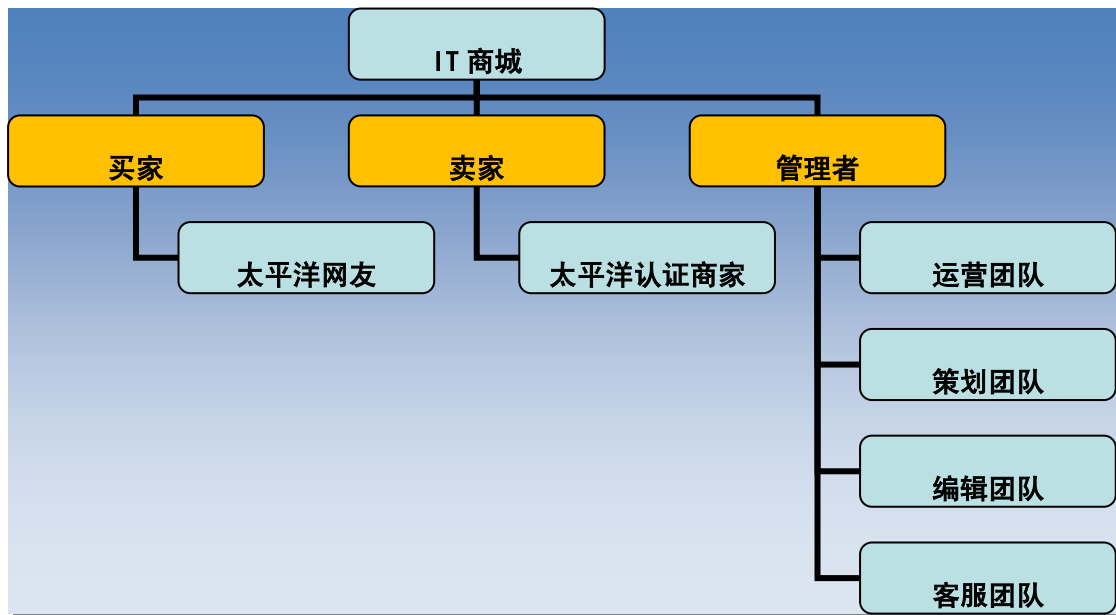 IT 商城
买家
卖家
管理者
太平洋网友
太平洋认证商家
运营团队
策划团队
编辑团队
客服团队